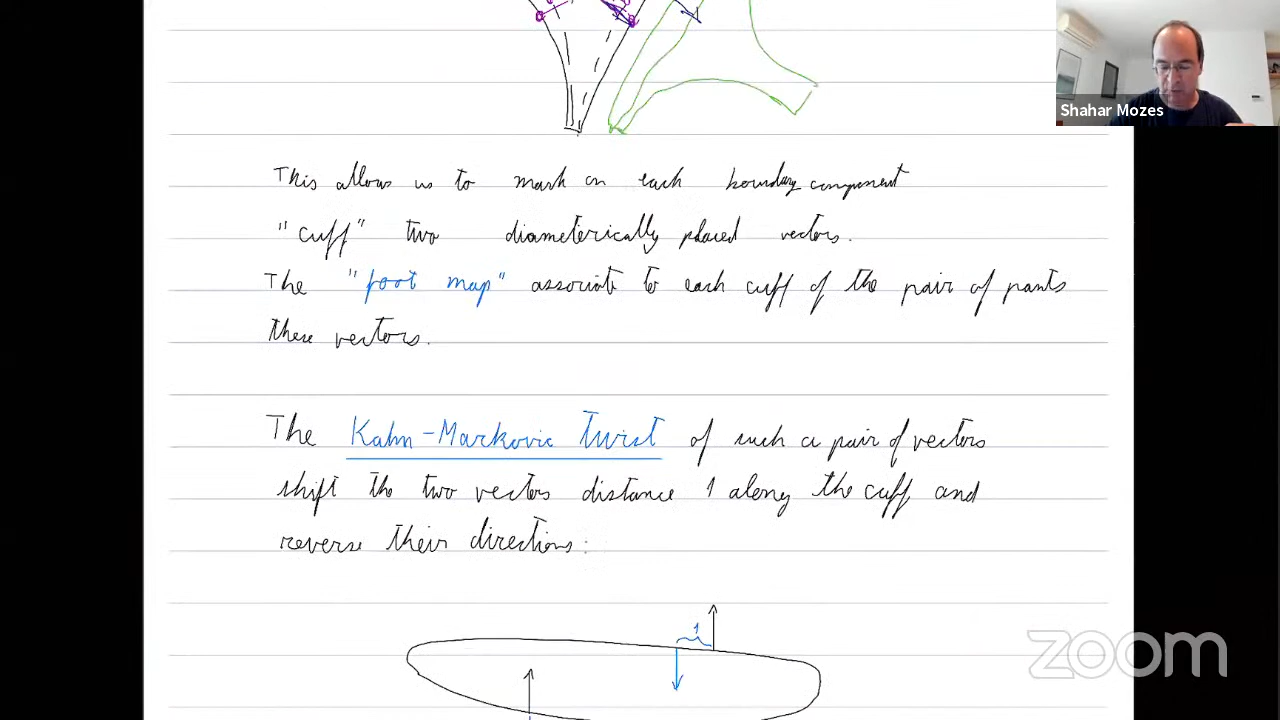 Shahar Mozes
This allows us to mark on each boundary component
"cuff" two diameterically placed vectors.
The "foot map" associate to each cuff of the pair of pants
these vectors.
The Kahn-Markovic twist of such a pair of vectors
shift the two vectors distance 1 along the cuff and
reverse their directions:
1
zoom